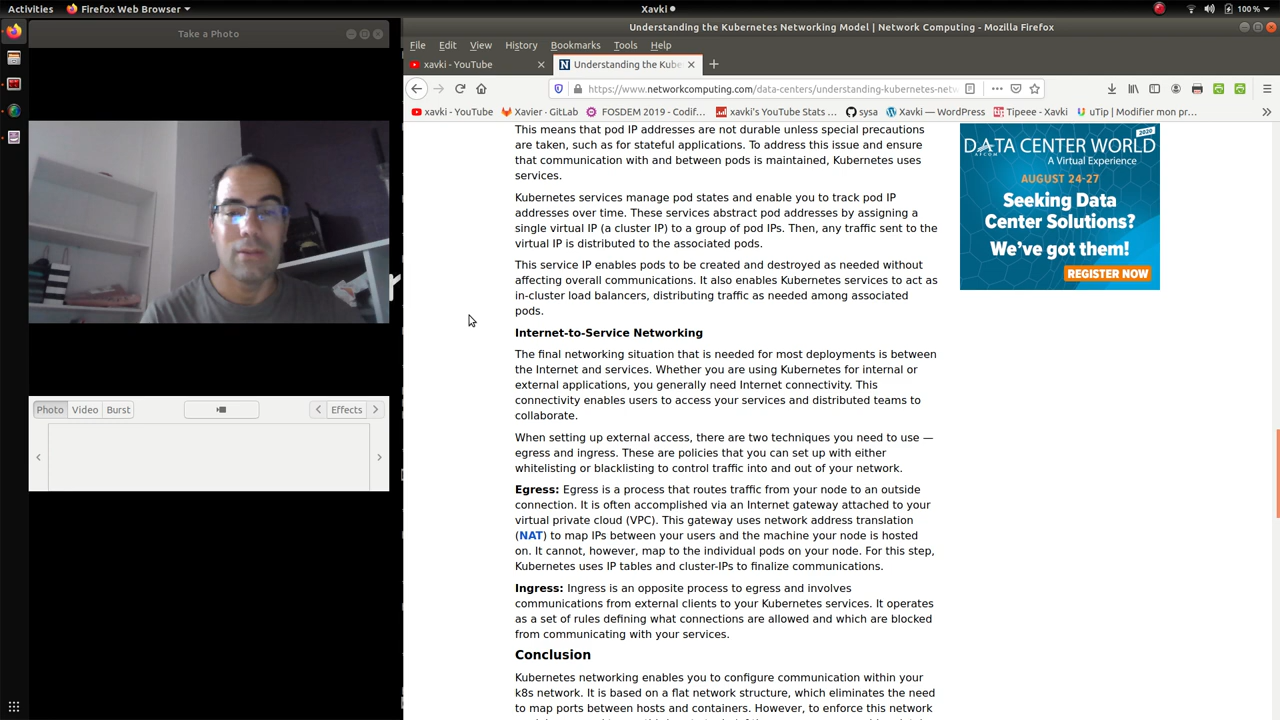 Activities
Firefox Web Browser
Xavki
100 %
Take a Photo
Understanding the Kubernetes Networking Model | Network Computing - Mozilla Firefox
File Edit View History Bookmarks Tools Help
xavki - YouTube
Understanding the Kube
https://www.networkcomputing.com/data-centers/understanding-kubernetes-netw
xavki - YouTube
Xavier · GitLab
FOSDEM 2019 - Codif...
xavki's YouTube Stats ...
sysa
Xavki — WordPress
Tipeee - Xavki
uTip | Modifier mon pr...
This means that pod IP addresses are not durable unless special precautions
are taken, such as for stateful applications. To address this issue and ensure
that communication with and between pods is maintained, Kubernetes uses
services.
Kubernetes services manage pod states and enable you to track pod IP
addresses over time. These services abstract pod addresses by assigning a
single virtual IP (a cluster IP) to a group of pod IPs. Then, any traffic sent to the
virtual IP is distributed to the associated pods.
This service IP enables pods to be created and destroyed as needed without
affecting overall communications. It also enables Kubernetes services to act as
in-cluster load balancers, distributing traffic as needed among associated
pods.
Internet-to-Service Networking
The final networking situation that is needed for most deployments is between
the Internet and services. Whether you are using Kubernetes for internal or
external applications, you generally need Internet connectivity. This
connectivity enables users to access your services and distributed teams to
collaborate.
When setting up external access, there are two techniques you need to use —
egress and ingress. These are policies that you can set up with either
whitelisting or blacklisting to control traffic into and out of your network.
Egress: Egress is a process that routes traffic from your node to an outside
connection. It is often accomplished via an Internet gateway attached to your
virtual private cloud (VPC). This gateway uses network address translation
(NAT) to map IPs between your users and the machine your node is hosted
on. It cannot, however, map to the individual pods on your node. For this step,
Kubernetes uses IP tables and cluster-IPs to finalize communications.
Ingress: Ingress is an opposite process to egress and involves
communications from external clients to your Kubernetes services. It operates
as a set of rules defining what connections are allowed and which are blocked
from communicating with your services.
Conclusion
Kubernetes networking enables you to configure communication within your
k8s network. It is based on a flat network structure, which eliminates the need
to map ports between hosts and containers. However, to enforce this network
DATA CENTER WORLD
2020
AFCOM
A Virtual Experience
AUGUST 24-27
Seeking Data
Center Solutions?
We've got them!
REGISTER NOW
Photo Video Burst
Effects